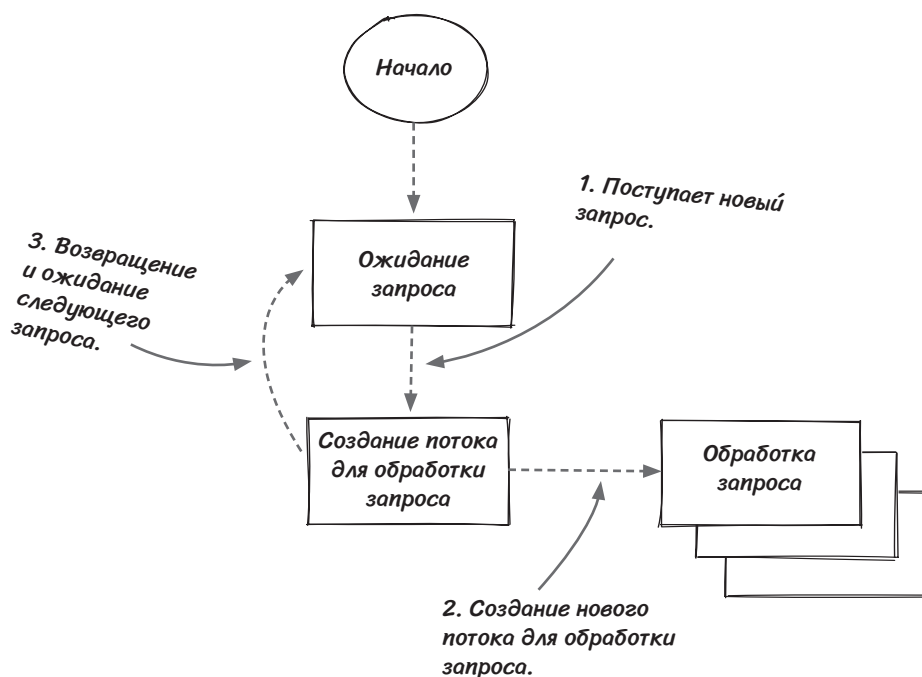 Начало
1. Поступает новый
запрос.
3. Возвращение
и ожидание
следующего
запроса.
Ожидание
запроса
Создание потока
для обработки
запроса
Обработка
запроса
2. Создание нового
потока для обработки
запроса.